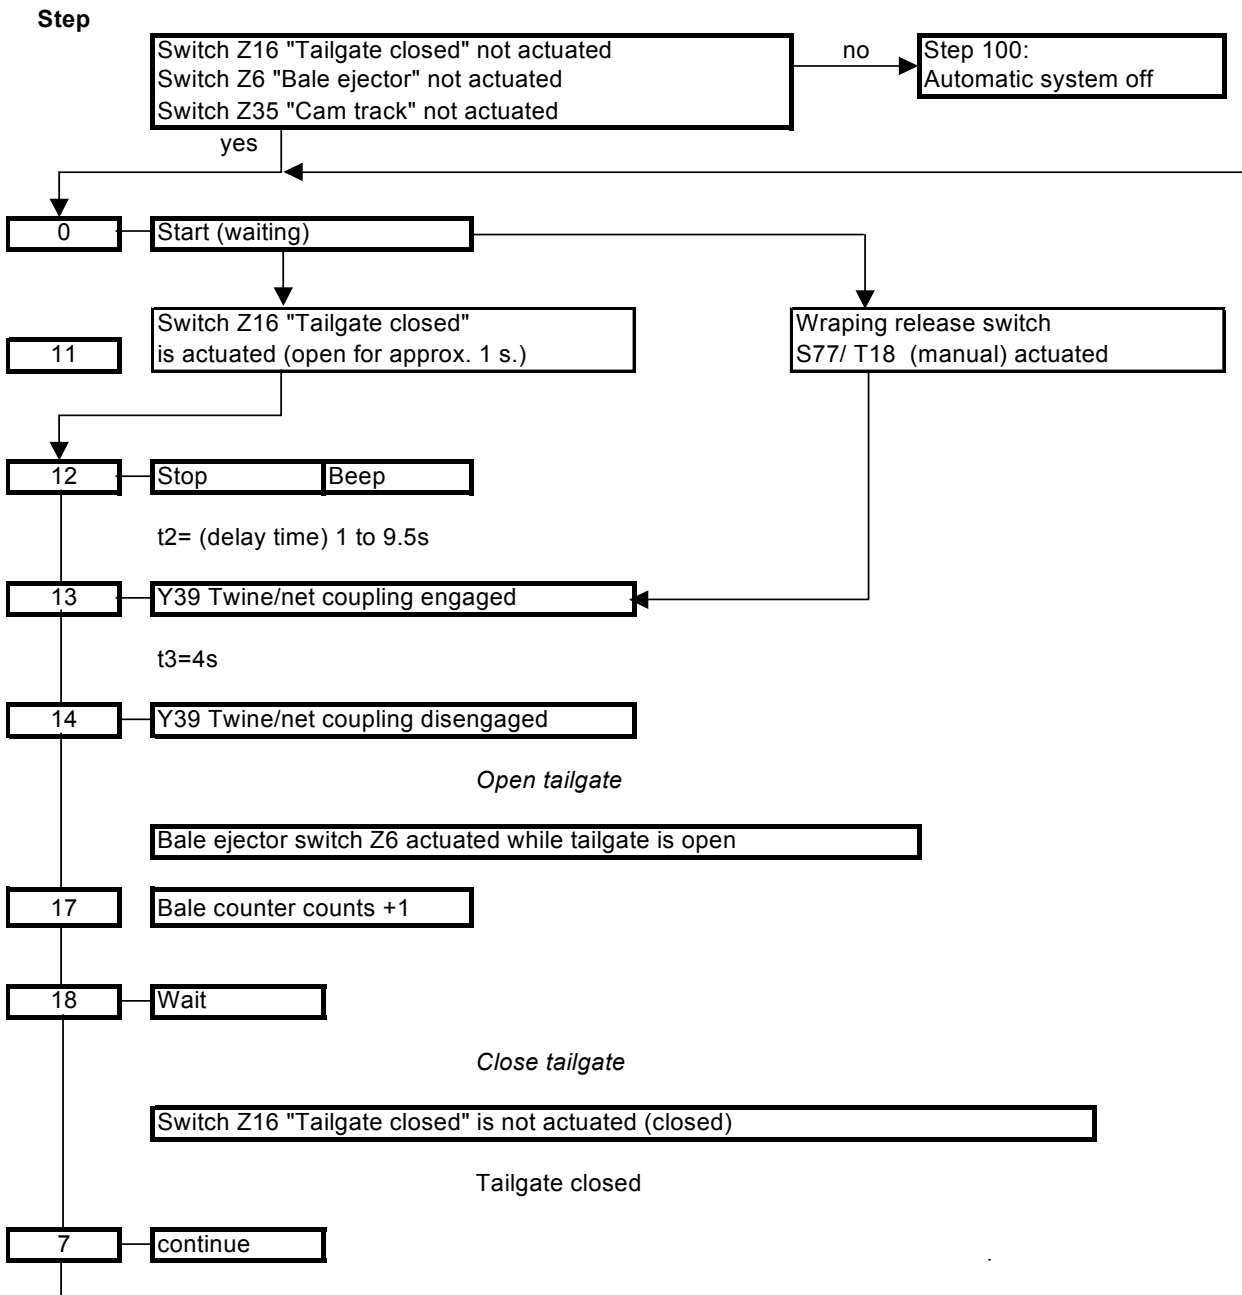 Step
Switch Z16 "Tailgate closed" not actuated
Switch Z6 "Bale ejector" not actuated
Switch Z35 "Cam track" not actuated
no
Step 100:
Automatic system off
yes
0
Start (waiting)
11
Switch Z16 "Tailgate closed"
is actuated (open for approx. 1 s.)
Wraping release switch
S77/ T18 (manual) actuated
12
Stop
Beep
t2= (delay time) 1 to 9.5s
13
Y39 Twine/net coupling engaged
t3=4s
14
Y39 Twine/net coupling disengaged
Open tailgate
Bale ejector switch Z6 actuated while tailgate is open
17
Bale counter counts +1
18
Wait
Close tailgate
Switch Z16 "Tailgate closed" is not actuated (closed)
Tailgate closed
7
continue